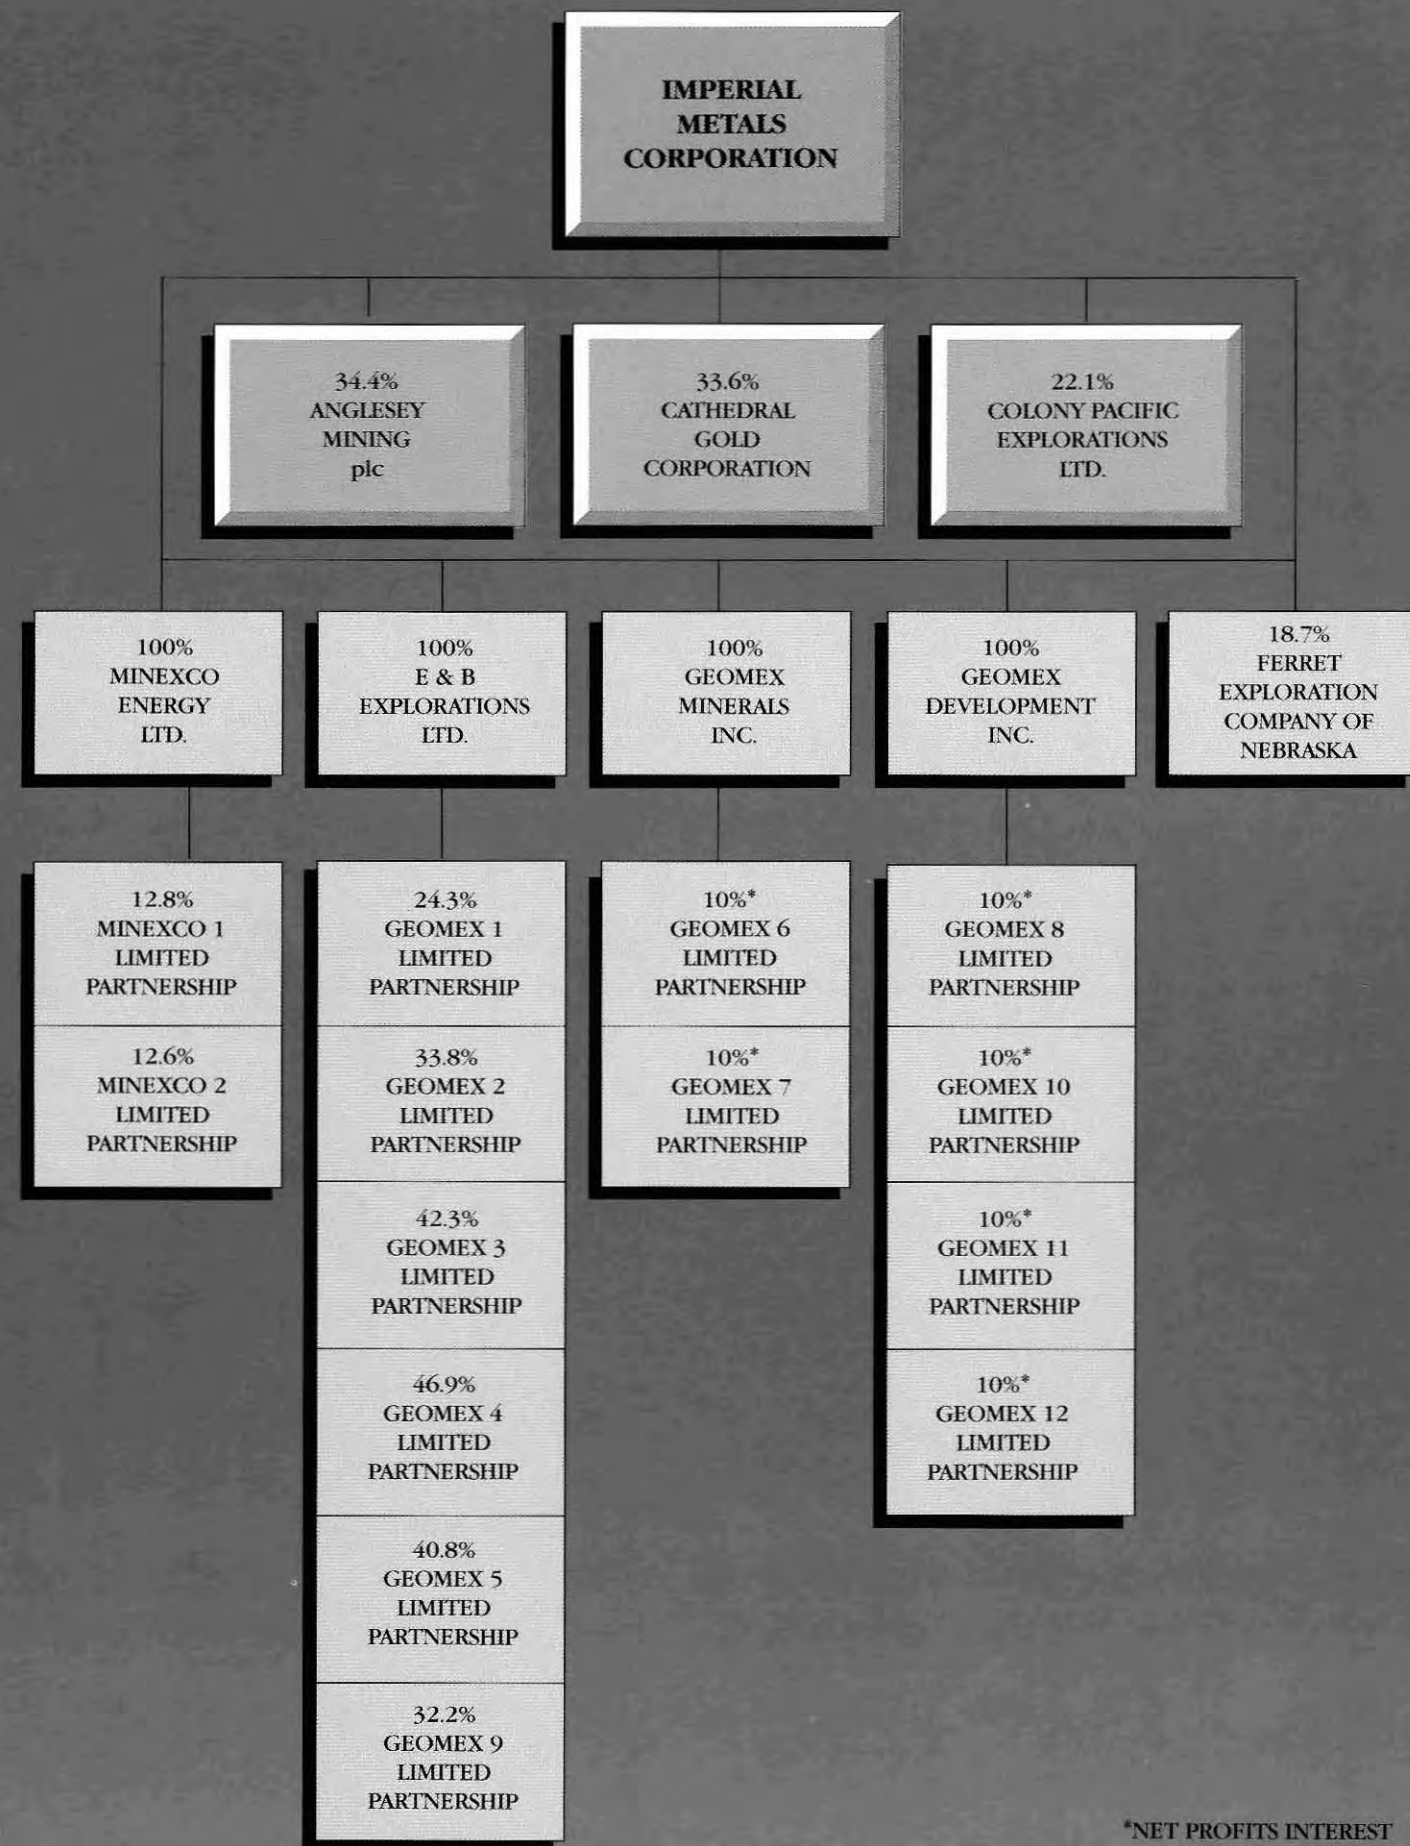 IMPERIAL
METALS
CORPORATION
34.4%
ANGLESEY
MINING
plc
33.6%
CATHEDRAL
GOLD
CORPORATION
22.1%
COLONY PACIFIC
EXPLORATIONS
LTD.
100%
MINEXCO
ENERGY
LTD.
100%
E & B
EXPLORATIONS
LTD.
100%
GEOMEX
MINERALS
INC.
100%
GEOMEX
DEVELOPMENT
INC.
18.7%
FERRET
EXPLORATION
COMPANY OF
NEBRASKA
12.8%
MINEXCO 1
LIMITED
PARTNERSHIP
12.6%
MINEXCO 2
LIMITED
PARTNERSHIP
24.3%
GEOMEX 1
LIMITED
PARTNERSHIP
33.8%
GEOMEX 2
LIMITED
PARTNERSHIP
42.3%
GEOMEX 3
LIMITED
PARTNERSHIP
46.9%
GEOMEX 4
LIMITED
PARTNERSHIP
40.8%
GEOMEX 5
LIMITED
PARTNERSHIP
32.2%
GEOMEX 9
LIMITED
PARTNERSHIP
10%*
GEOMEX 6
LIMITED
PARTNERSHIP
10%*
GEOMEX 7
LIMITED
PARTNERSHIP
10%*
GEOMEX 8
LIMITED
PARTNERSHIP
10%*
GEOMEX 10
LIMITED
PARTNERSHIP
10%*
GEOMEX 11
LIMITED
PARTNERSHIP
10%*
GEOMEX 12
LIMITED
PARTNERSHIP
*NET PROFITS INTEREST